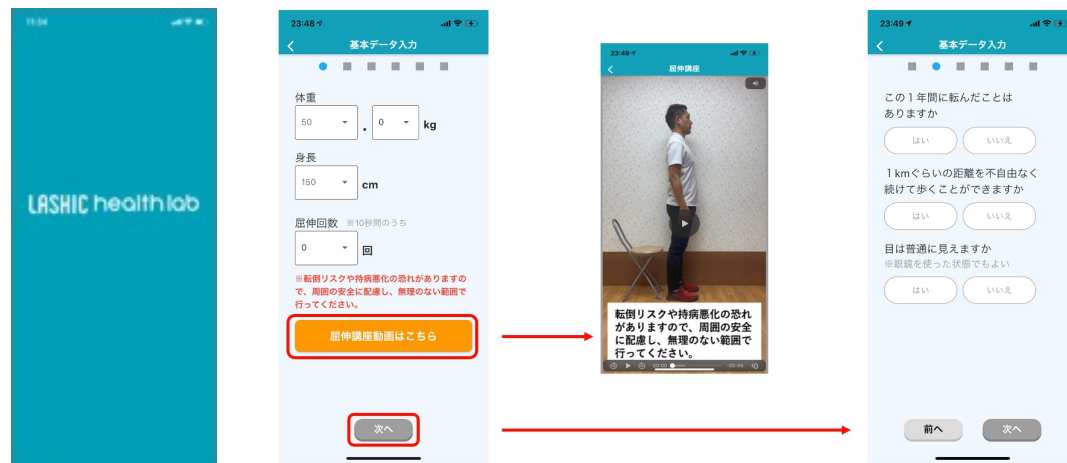 11:34
LASHIC health lab
23:48
基本データ入力
体重
50
.
0
kg
身長
150
cm
屈伸回数 ※10秒間のうち
0
回
※転倒リスクや持病悪化の恐れがありますの
で、周囲の安全に配慮し、無理のない範囲で
行ってください。
屈伸講座動画はこちら
次へ
23:49
屈伸講座
転倒リスクや持病悪化の恐れ
がありますので、周囲の安全
に配慮し、無理のない範囲で
行ってください。
00:00
-00:49
23:49
基本データ入力
この1年間に転んだことは
ありますか
はい
いいえ
1kmぐらいの距離を不自由なく
続けて歩くことができますか
はい
いいえ
目は普通に見えますか
※眼鏡を使った状態でもよい
はい
いいえ
前へ
次へ